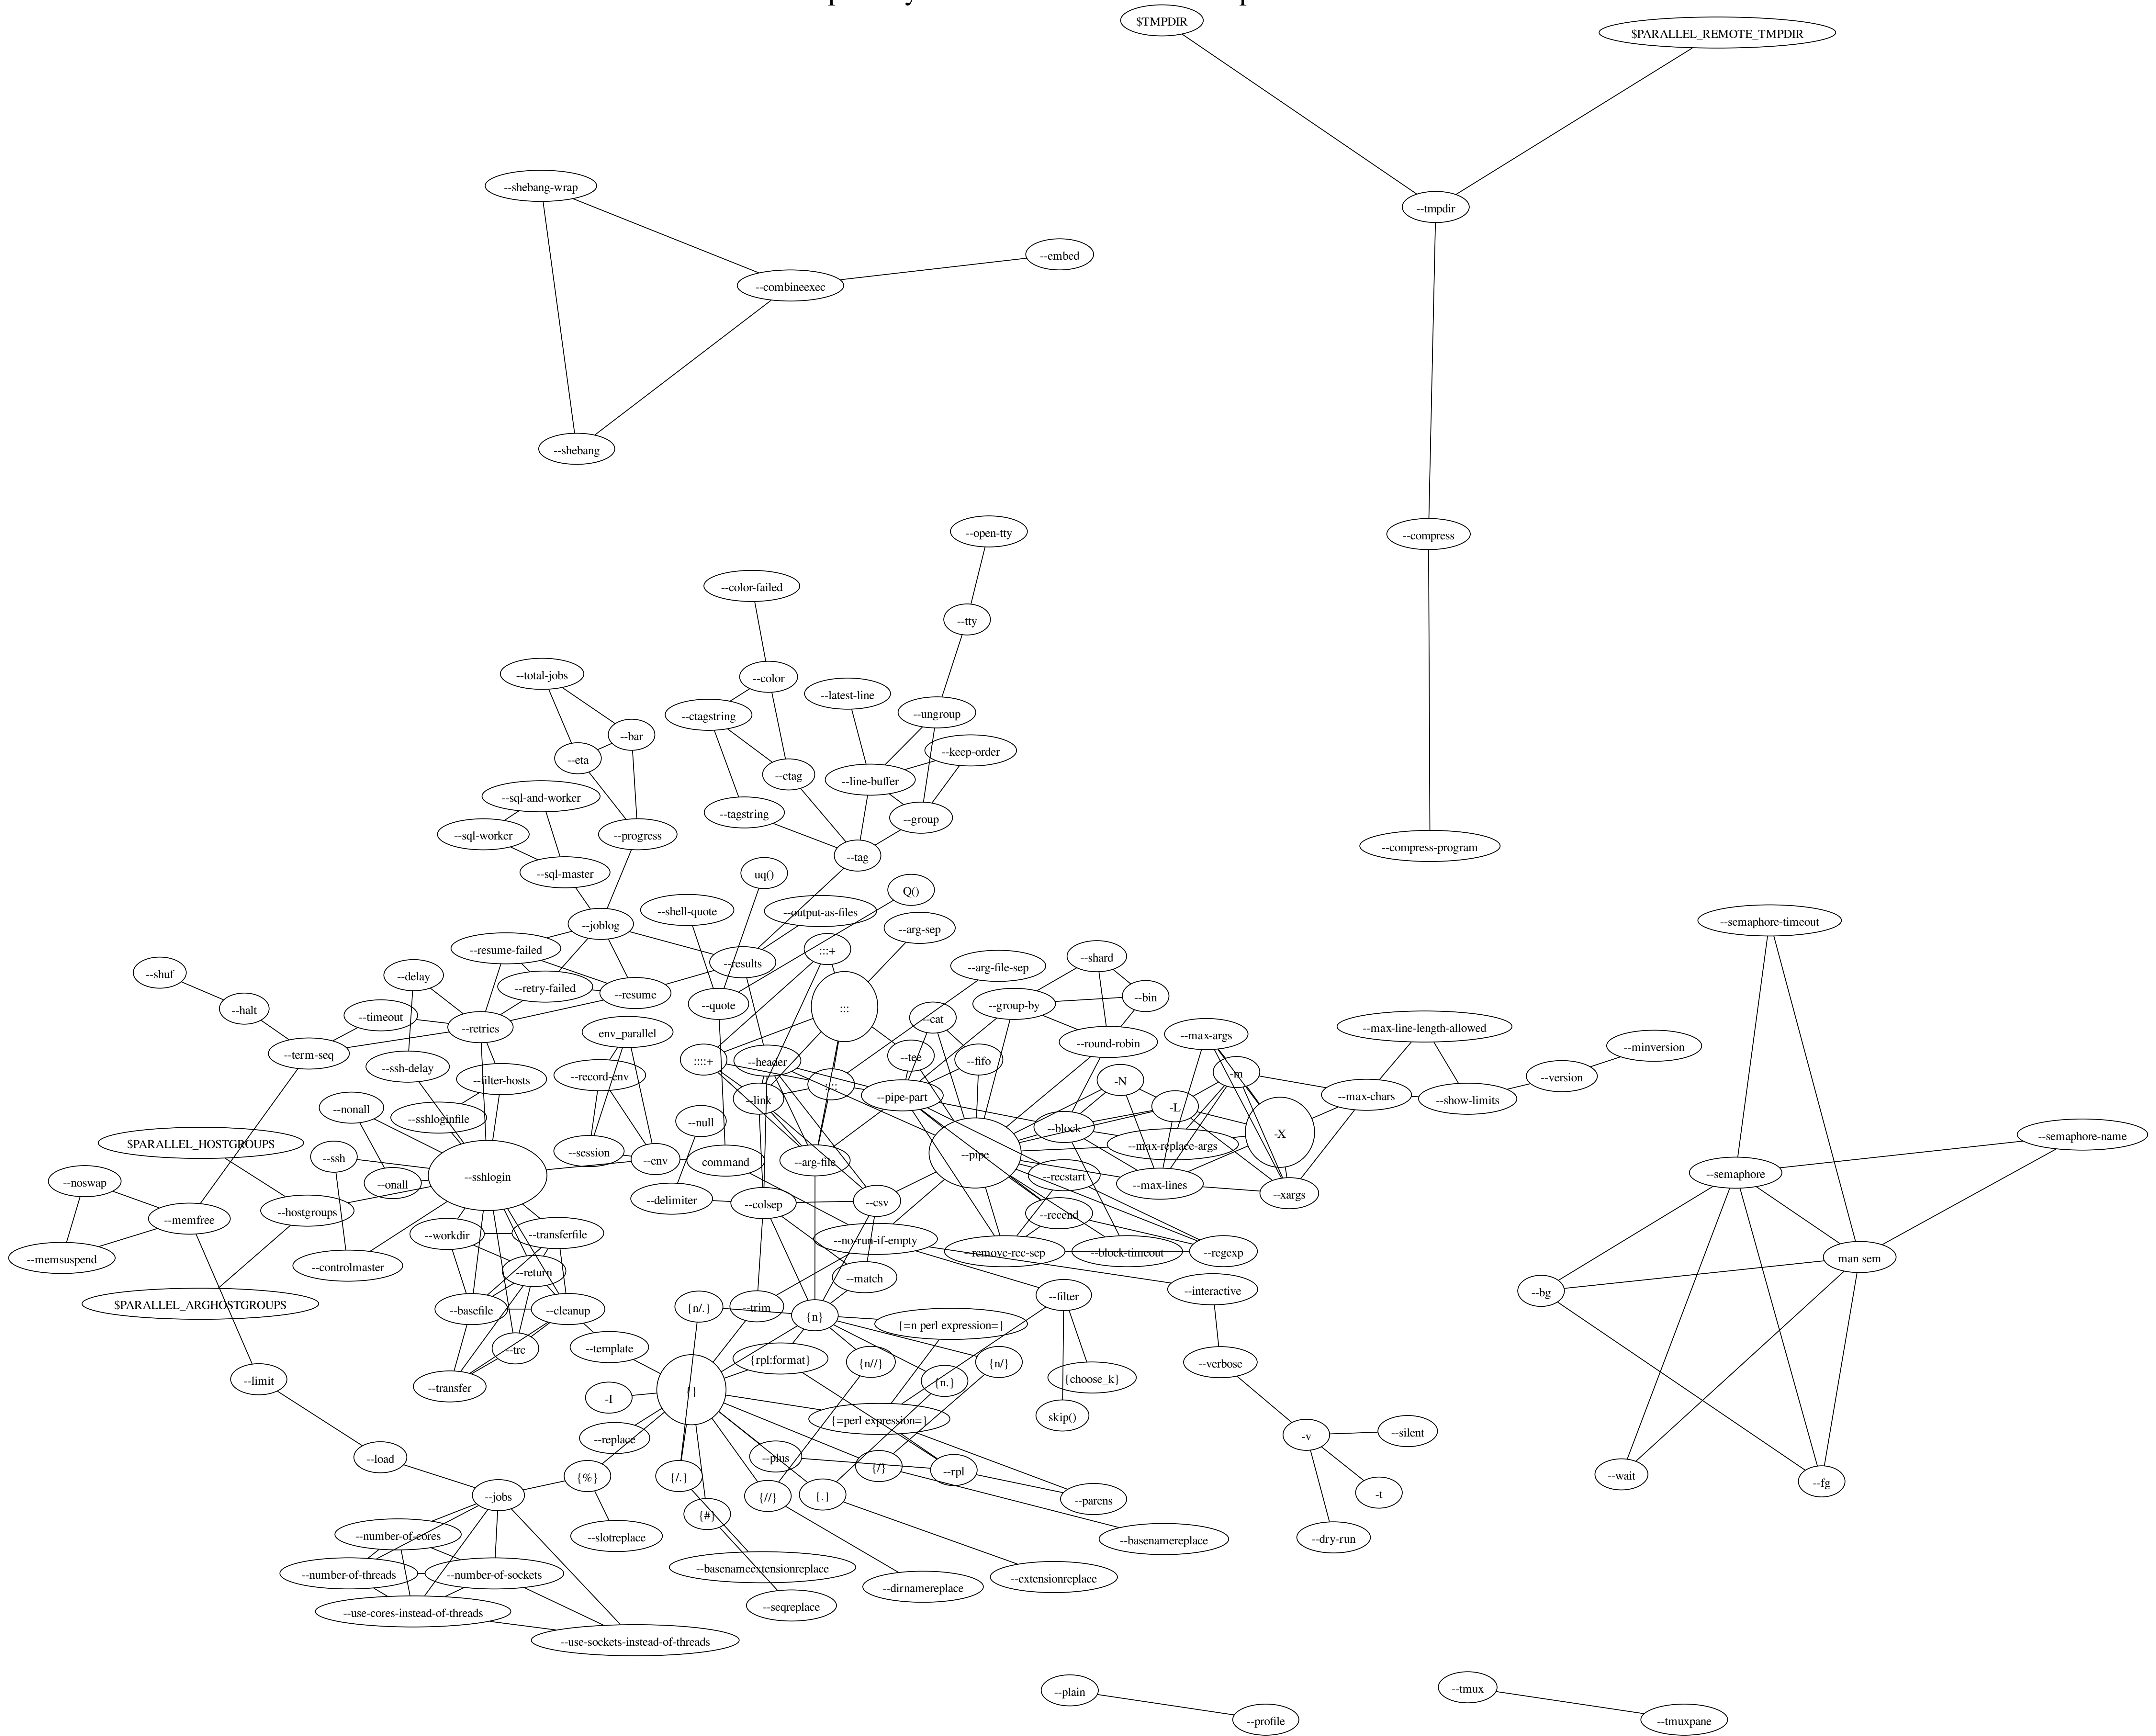 $TMPDIR
$PARALLEL_REMOTE_TMPDIR
--shebang-wrap
--tmpdir
--embed
--combineexec
--shebang
--open-tty
--compress
--color-failed
--tty
--total-jobs
--color
--latest-line
--ctagstring
--ungroup
--bar
--keep-order
--eta
--ctag
--line-buffer
--sql-and-worker
--tagstring
--group
--sql-worker
--progress
--compress-program
--tag
--sql-master
uq()
Q()
--shell-quote
--output-as-files
--semaphore-timeout
--joblog
--arg-sep
--resume-failed
:::+
--shard
--results
--arg-file-sep
--shuf
--delay
--retry-failed
--resume
--bin
--quote
--group-by
:::
--halt
--timeout
--cat
--retries
--max-line-length-allowed
env_parallel
--max-args
--round-robin
--minversion
--term-seq
--tee
::::+
--header
--fifo
--ssh-delay
--record-env
-m
--version
--filter-hosts
-N
::::
--pipe-part
--max-chars
--link
--show-limits
-L
--nonall
--sshloginfile
--null
--block
-X
--semaphore-name
$PARALLEL_HOSTGROUPS
--max-replace-args
--session
--pipe
--ssh
--env
command
--arg-file
--semaphore
--sshlogin
--recstart
--noswap
--onall
--max-lines
--xargs
--delimiter
--colsep
--csv
--hostgroups
--recend
--memfree
--workdir
--transferfile
--no-run-if-empty
--memsuspend
--remove-rec-sep
--block-timeout
--regexp
man sem
--controlmaster
--return
--match
--interactive
--bg
--filter
$PARALLEL_ARGHOSTGROUPS
{n/.}
--trim
--basefile
--cleanup
{n}
{=n perl expression=}
--trc
--template
{rpl:format}
{n//}
{n/}
--verbose
--limit
{n.}
{choose_k}
--transfer
{}
-I
skip()
{=perl expression=}
-v
--silent
--replace
--load
--plus
{/}
--rpl
--wait
{%}
{/.}
--fg
--jobs
{//}
{.}
-t
--parens
{#}
--number-of-cores
--slotreplace
--dry-run
--basenamereplace
--basenameextensionreplace
--number-of-threads
--number-of-sockets
--extensionreplace
--dirnamereplace
--seqreplace
--use-cores-instead-of-threads
--use-sockets-instead-of-threads
--plain
--tmux
--profile
--tmuxpane